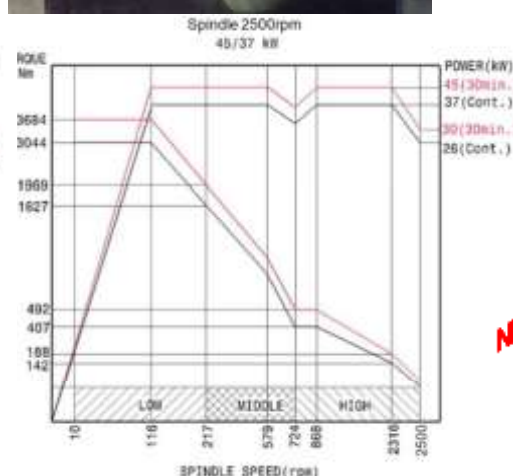 Spindle 2500rpm
45/37 kW
Nm
POWER(kW)
45(30min.
37(Cont.)
3684
30(30min.
3044
26(Cont.)
1969
1627
492
407
142
LOW
MIDDLE
HIGH
10
116
217
579
724
868
2316
2500
SPINDLE SPEED(rpm)